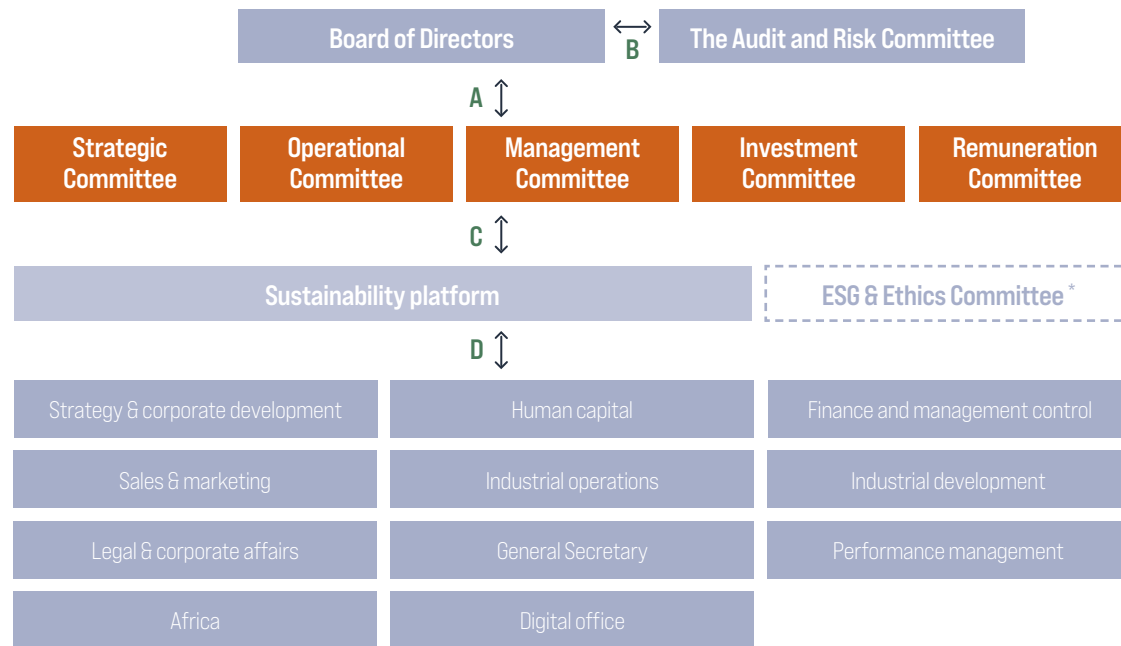 Board of Directors
B
The Audit and Risk Committee
A
Strategic
Committee
Operational
Committee
Management
Committee
Investment
Committee
Remuneration
Committee
C
Sustainability platform
ESG & Ethics Committee *
D
Strategy & corporate development
Human capital
Finance and management control
Sales & marketing
Industrial operations
Industrial development
Legal & corporate affairs
General Secretary
Performance management
Africa
Digital office